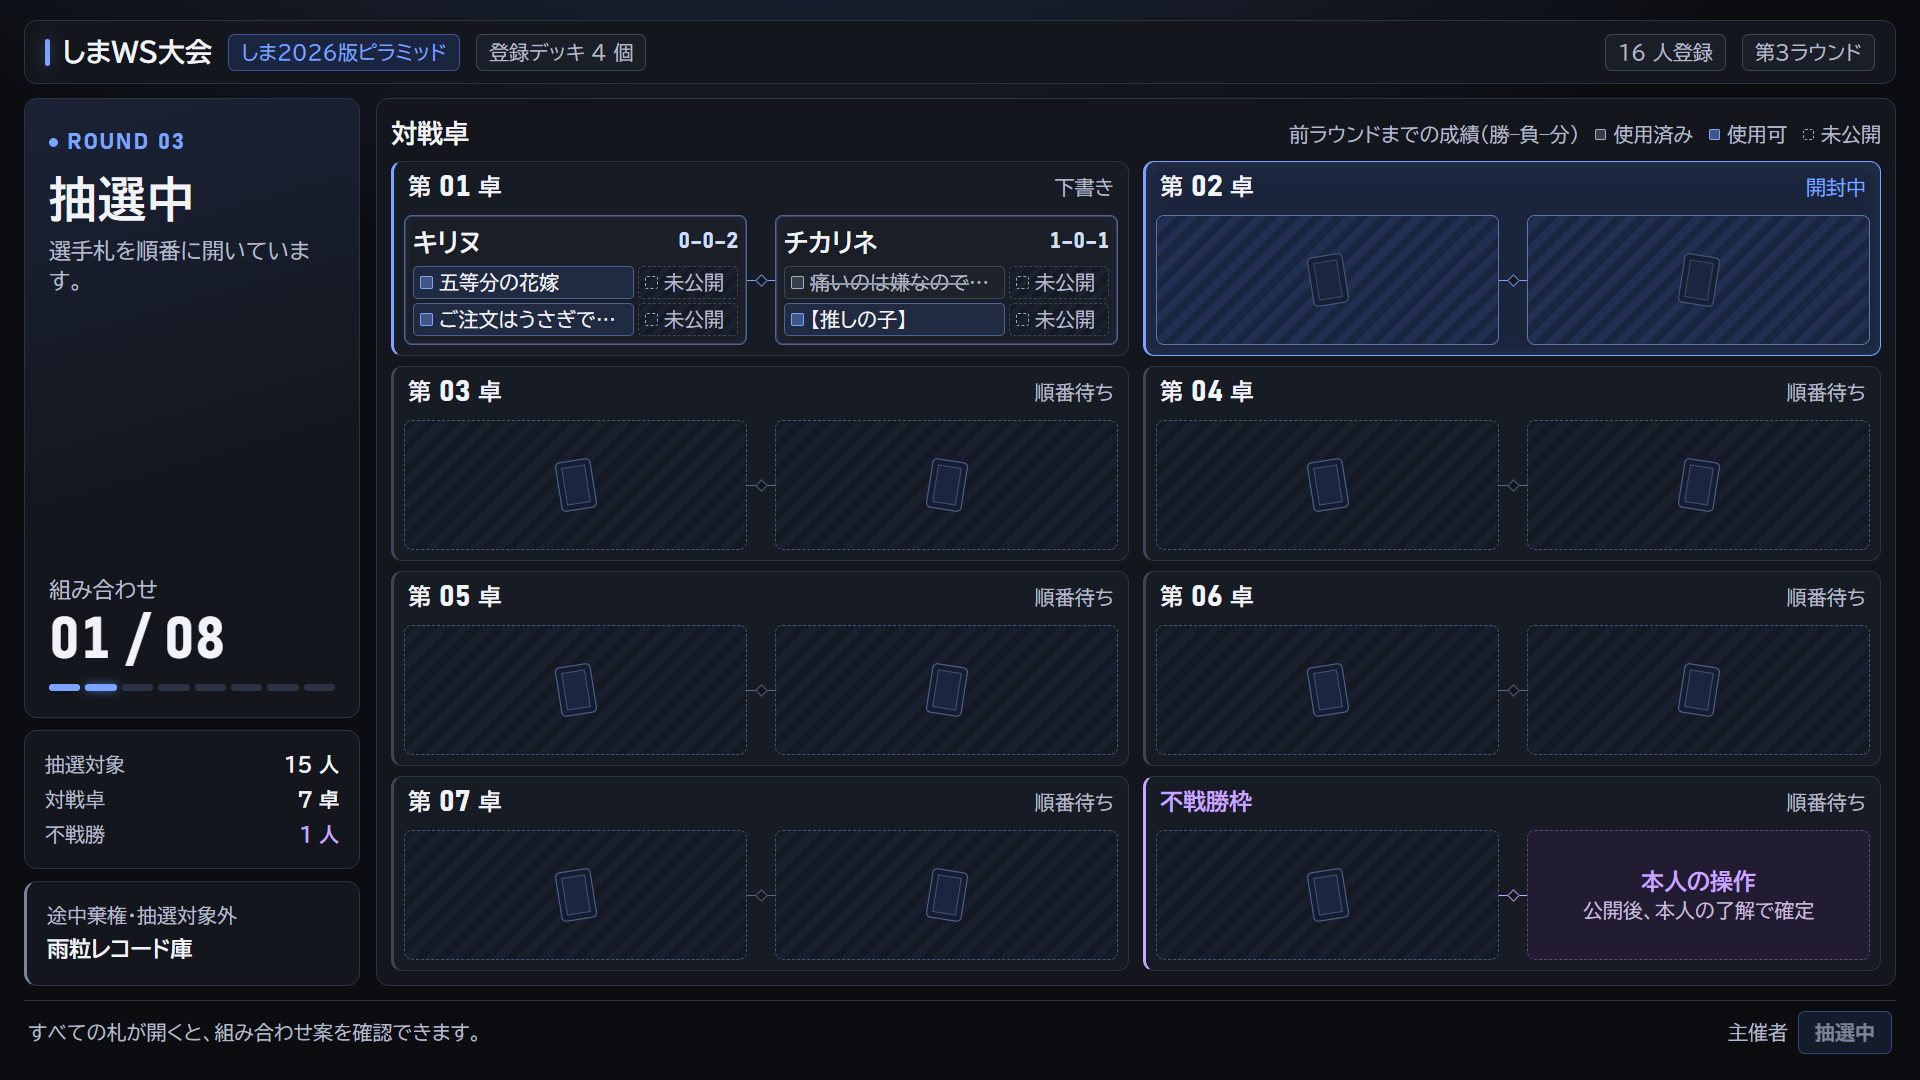 しまWS大会
しま2026版ピラミッド
登録デッキ 4 個
16 人登録
第3ラウンド
ROUND 03
抽選中
選手札を順番に開いていま
す。
組み合わせ
01 / 08
抽選対象 15 人
対戦卓 7 卓
不戦勝 1 人
途中棄権・抽選対象外
雨粒レコード庫
対戦卓
前ラウンドまでの成績(勝-負-分) 使用済み 使用可 未公開
第 01 卓 下書き
キリヌ 0-0-2
五等分の花嫁 未公開
ご注文はうさぎで… 未公開
チカリネ 1-0-1
痛いのは嫌なので… 未公開
【推しの子】 未公開
第 02 卓 開封中
第 03 卓 順番待ち
第 04 卓 順番待ち
第 05 卓 順番待ち
第 06 卓 順番待ち
第 07 卓 順番待ち
不戦勝枠 順番待ち
本人の操作
公開後、本人の了解で確定
すべての札が開くと、組み合わせ案を確認できます。
主催者 抽選中